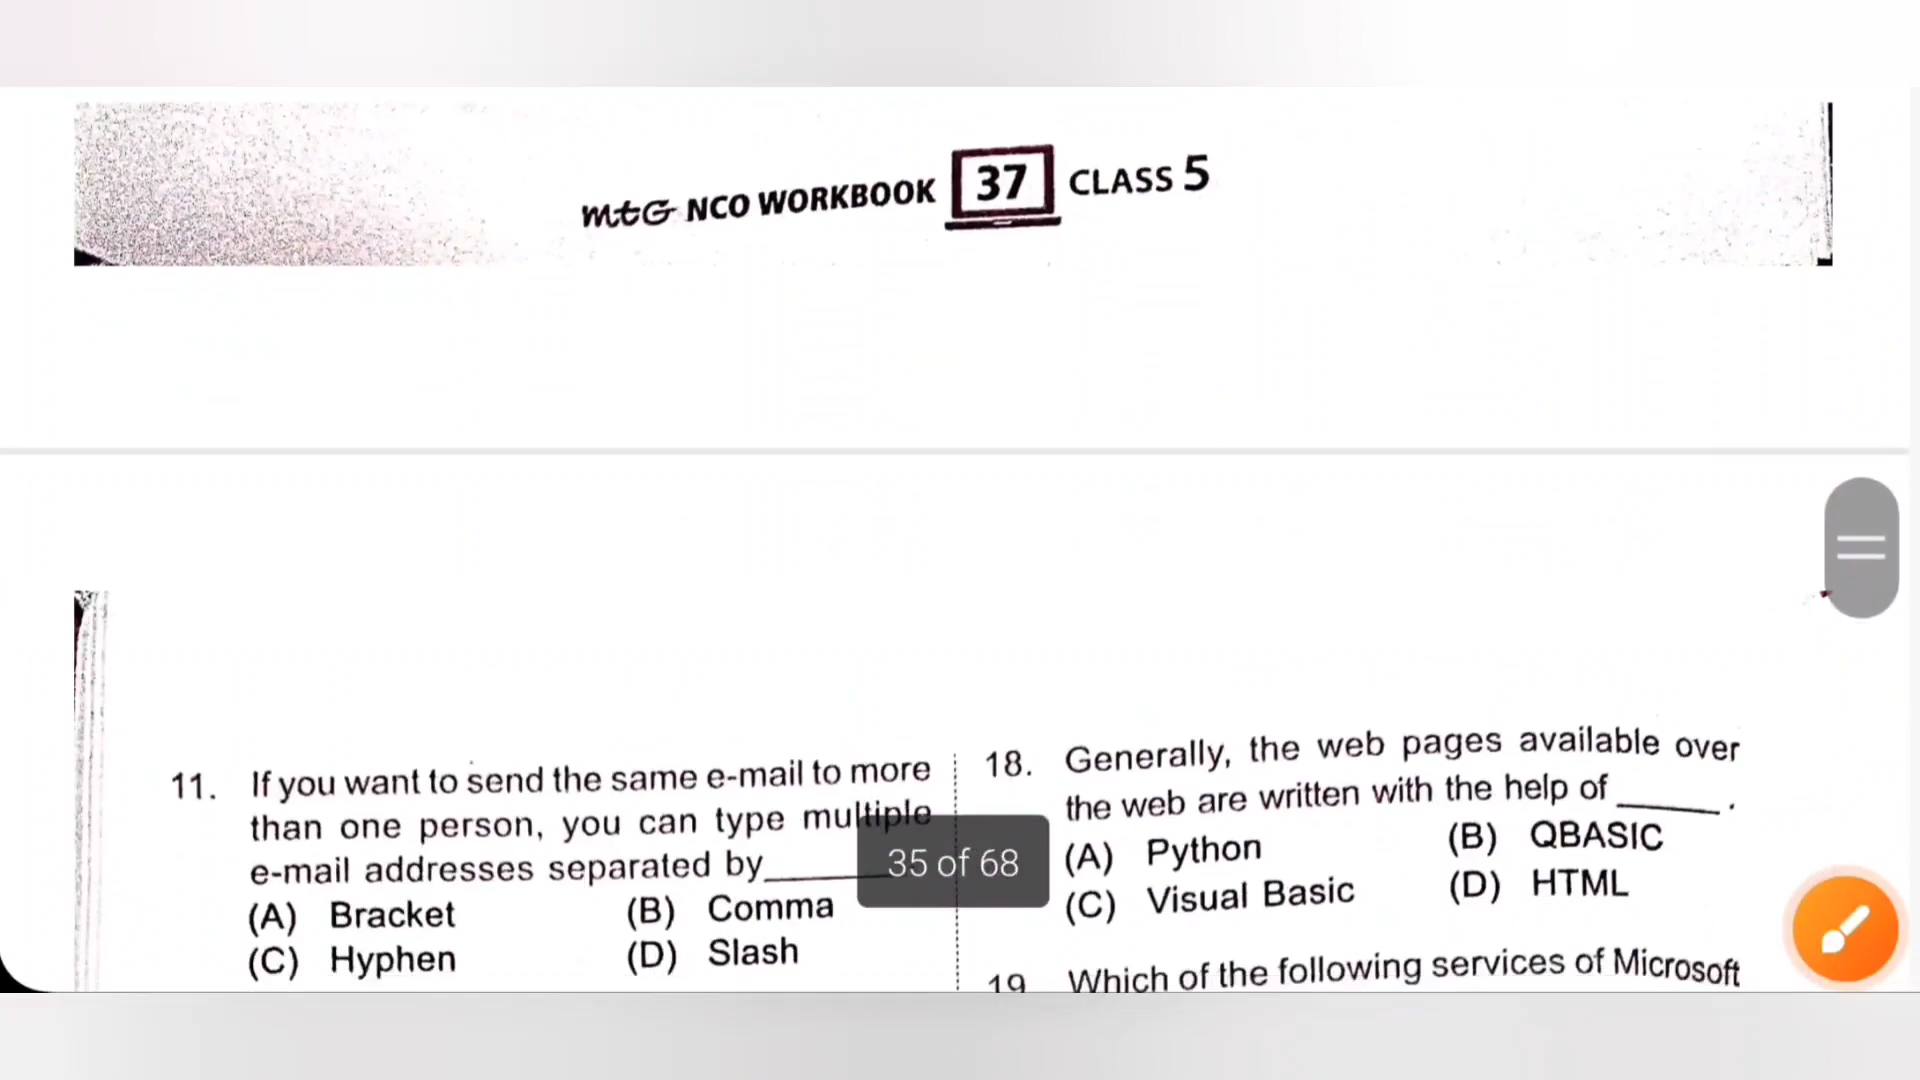 mtG NCO WORKBOOK 37 CLASS 5
11. If you want to send the same e-mail to more
than one person, you can type multiple
e-mail addresses separated by______
(A) Bracket (B) Comma
(C) Hyphen (D) Slash
35 of 68
18. Generally, the web pages available over
the web are written with the help of ______.
(A) Python (B) QBASIC
(C) Visual Basic (D) HTML
19 Which of the following services of Microsoft